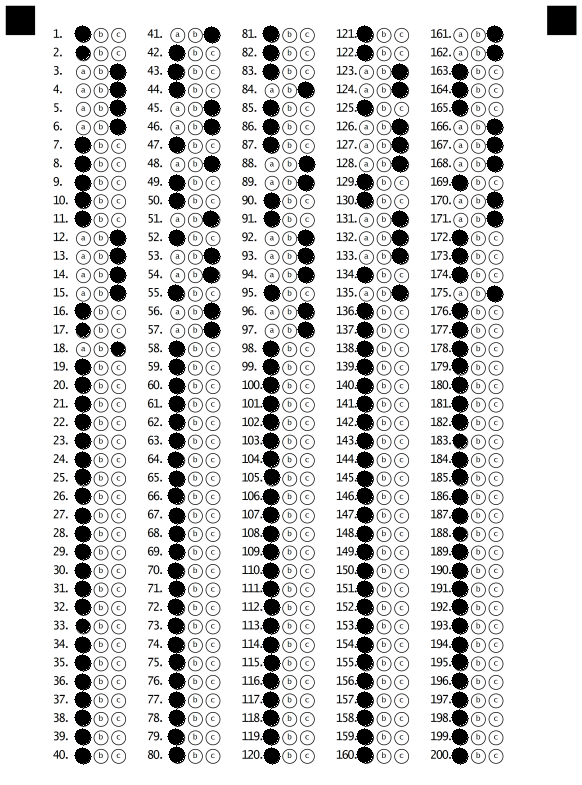 1. b c 41. a b 81. b c 121. b c 161. a b
2. b c 42. b c 82. b c 122. b c 162. a b
3. a b 43. b c 83. b c 123. a b 163. b c
4. a b 44. b c 84. a b 124. a b 164. b c
5. a b 45. a b 85. b c 125. b c 165. b c
6. a b 46. a b 86. b c 126. a b 166. a b
7. b c 47. b c 87. b c 127. a b 167. a b
8. b c 48. a b 88. a b 128. a b 168. a b
9. b c 49. b c 89. a b 129. b c 169. b c
10. b c 50. b c 90. b c 130. b c 170. a b
11. b c 51. a b 91. b c 131. a b 171. a b
12. a b 52. b c 92. a b 132. a b 172. b c
13. a b 53. a b 93. a b 133. a b 173. b c
14. a b 54. a b 94. a b 134. b c 174. b c
15. a b 55. b c 95. b c 135. a b 175. a b
16. b c 56. a b 96. a b 136. b c 176. b c
17. b c 57. a b 97. a b 137. b c 177. b c
18. a b 58. b c 98. b c 138. b c 178. b c
19. b c 59. b c 99. b c 139. b c 179. b c
20. b c 60. b c 100. b c 140. b c 180. b c
21. b c 61. b c 101. b c 141. b c 181. b c
22. b c 62. b c 102. b c 142. b c 182. b c
23. b c 63. b c 103. b c 143. b c 183. b c
24. b c 64. b c 104. b c 144. b c 184. b c
25. b c 65. b c 105. b c 145. b c 185. b c
26. b c 66. b c 106. b c 146. b c 186. b c
27. b c 67. b c 107. b c 147. b c 187. b c
28. b c 68. b c 108. b c 148. b c 188. b c
29. b c 69. b c 109. b c 149. b c 189. b c
30. b c 70. b c 110. b c 150. b c 190. b c
31. b c 71. b c 111. b c 151. b c 191. b c
32. b c 72. b c 112. b c 152. b c 192. b c
33. b c 73. b c 113. b c 153. b c 193. b c
34. b c 74. b c 114. b c 154. b c 194. b c
35. b c 75. b c 115. b c 155. b c 195. b c
36. b c 76. b c 116. b c 156. b c 196. b c
37. b c 77. b c 117. b c 157. b c 197. b c
38. b c 78. b c 118. b c 158. b c 198. b c
39. b c 79. b c 119. b c 159. b c 199. b c
40. b c 80. b c 120. b c 160. b c 200. b c